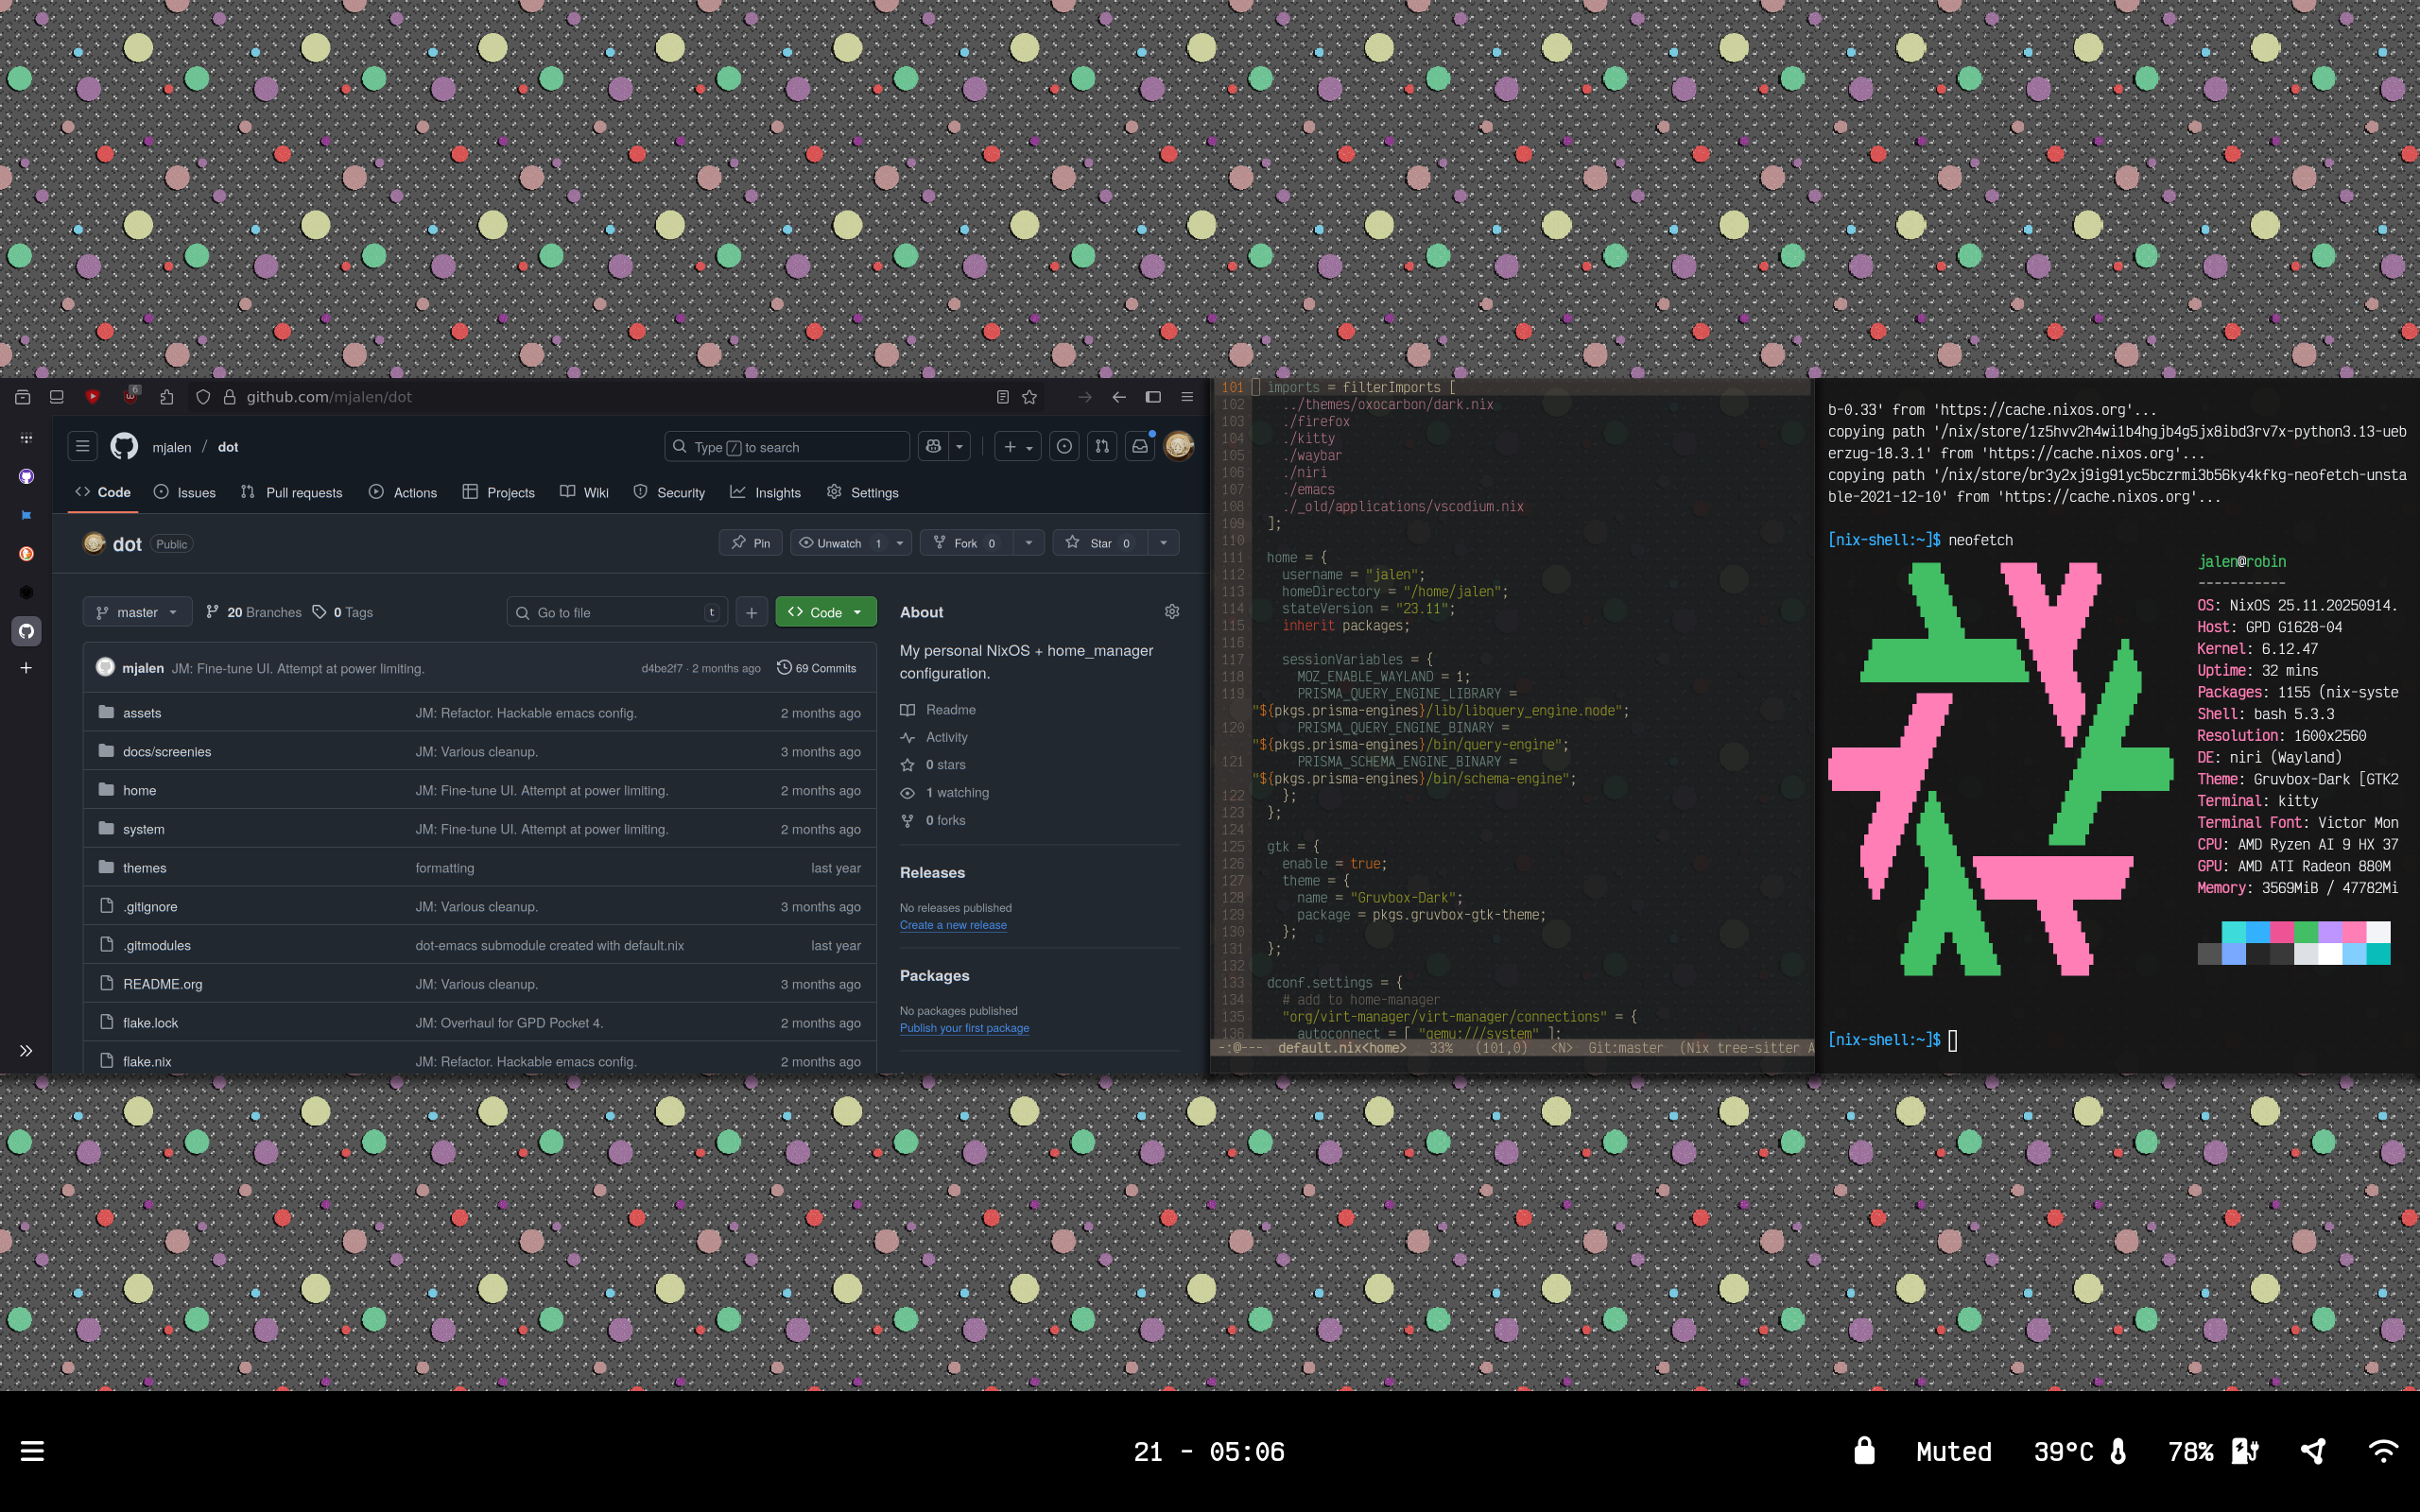 6
github.com/mjalen/dot
mjalen / dot
Type / to search
Code Issues Pull requests Actions Projects Wiki Security Insights Settings
dot Public
Pin Unwatch 1 Fork 0 Star 0
master 20 Branches 0 Tags
Go to file t
Code
mjalen JM: Fine-tune UI. Attempt at power limiting. d4be2f7 · 2 months ago 69 Commits
assets JM: Refactor. Hackable emacs config. 2 months ago
docs/screenies JM: Various cleanup. 3 months ago
home JM: Fine-tune UI. Attempt at power limiting. 2 months ago
system JM: Fine-tune UI. Attempt at power limiting. 2 months ago
themes formatting last year
.gitignore JM: Various cleanup. 3 months ago
.gitmodules dot-emacs submodule created with default.nix last year
README.org JM: Various cleanup. 3 months ago
flake.lock JM: Overhaul for GPD Pocket 4. 2 months ago
flake.nix JM: Refactor. Hackable emacs config. 2 months ago
About
My personal NixOS + home_manager
configuration.
Readme
Activity
0 stars
1 watching
0 forks
Releases
No releases published
Create a new release
Packages
No packages published
Publish your first package
101 imports = filterImports [
102 ../themes/oxocarbon/dark.nix
103 ./firefox
104 ./kitty
105 ./waybar
106 ./niri
107 ./emacs
108 ./_old/applications/vscodium.nix
109 ];
110
111 home = {
112 username = "jalen";
113 homeDirectory = "/home/jalen";
114 stateVersion = "23.11";
115 inherit packages;
116
117 sessionVariables = {
118 MOZ_ENABLE_WAYLAND = 1;
119 PRISMA_QUERY_ENGINE_LIBRARY =
"${pkgs.prisma-engines}/lib/libquery_engine.node";
120 PRISMA_QUERY_ENGINE_BINARY =
"${pkgs.prisma-engines}/bin/query-engine";
121 PRISMA_SCHEMA_ENGINE_BINARY =
"${pkgs.prisma-engines}/bin/schema-engine";
122 };
123 };
124
125 gtk = {
126 enable = true;
127 theme = {
128 name = "Gruvbox-Dark";
129 package = pkgs.gruvbox-gtk-theme;
130 };
131 };
132
133 dconf.settings = {
134 # add to home-manager
135 "org/virt-manager/virt-manager/connections" = {
136 autoconnect = [ "qemu:///system" ];
-:@--- default.nix<home> 33% (101,0) <N> Git:master (Nix tree-sitter A
b-0.33' from 'https://cache.nixos.org'...
copying path '/nix/store/1z5hvv2h4wi1b4hgjb4g5jx8ibd3rv7x-python3.13-ueb
erzug-18.3.1' from 'https://cache.nixos.org'...
copying path '/nix/store/br3y2xj9ig91yc5bczrmi3b56ky4kfkg-neofetch-unsta
ble-2021-12-10' from 'https://cache.nixos.org'...
[nix-shell:~]$ neofetch
jalen@robin
-----------
OS: NixOS 25.11.20250914.
Host: GPD G1628-04
Kernel: 6.12.47
Uptime: 32 mins
Packages: 1155 (nix-syste
Shell: bash 5.3.3
Resolution: 1600x2560
DE: niri (Wayland)
Theme: Gruvbox-Dark [GTK2
Terminal: kitty
Terminal Font: Victor Mon
CPU: AMD Ryzen AI 9 HX 37
GPU: AMD ATI Radeon 880M
Memory: 3569MiB / 47782Mi
[nix-shell:~]$
21 - 05:06
Muted 39°C 78%